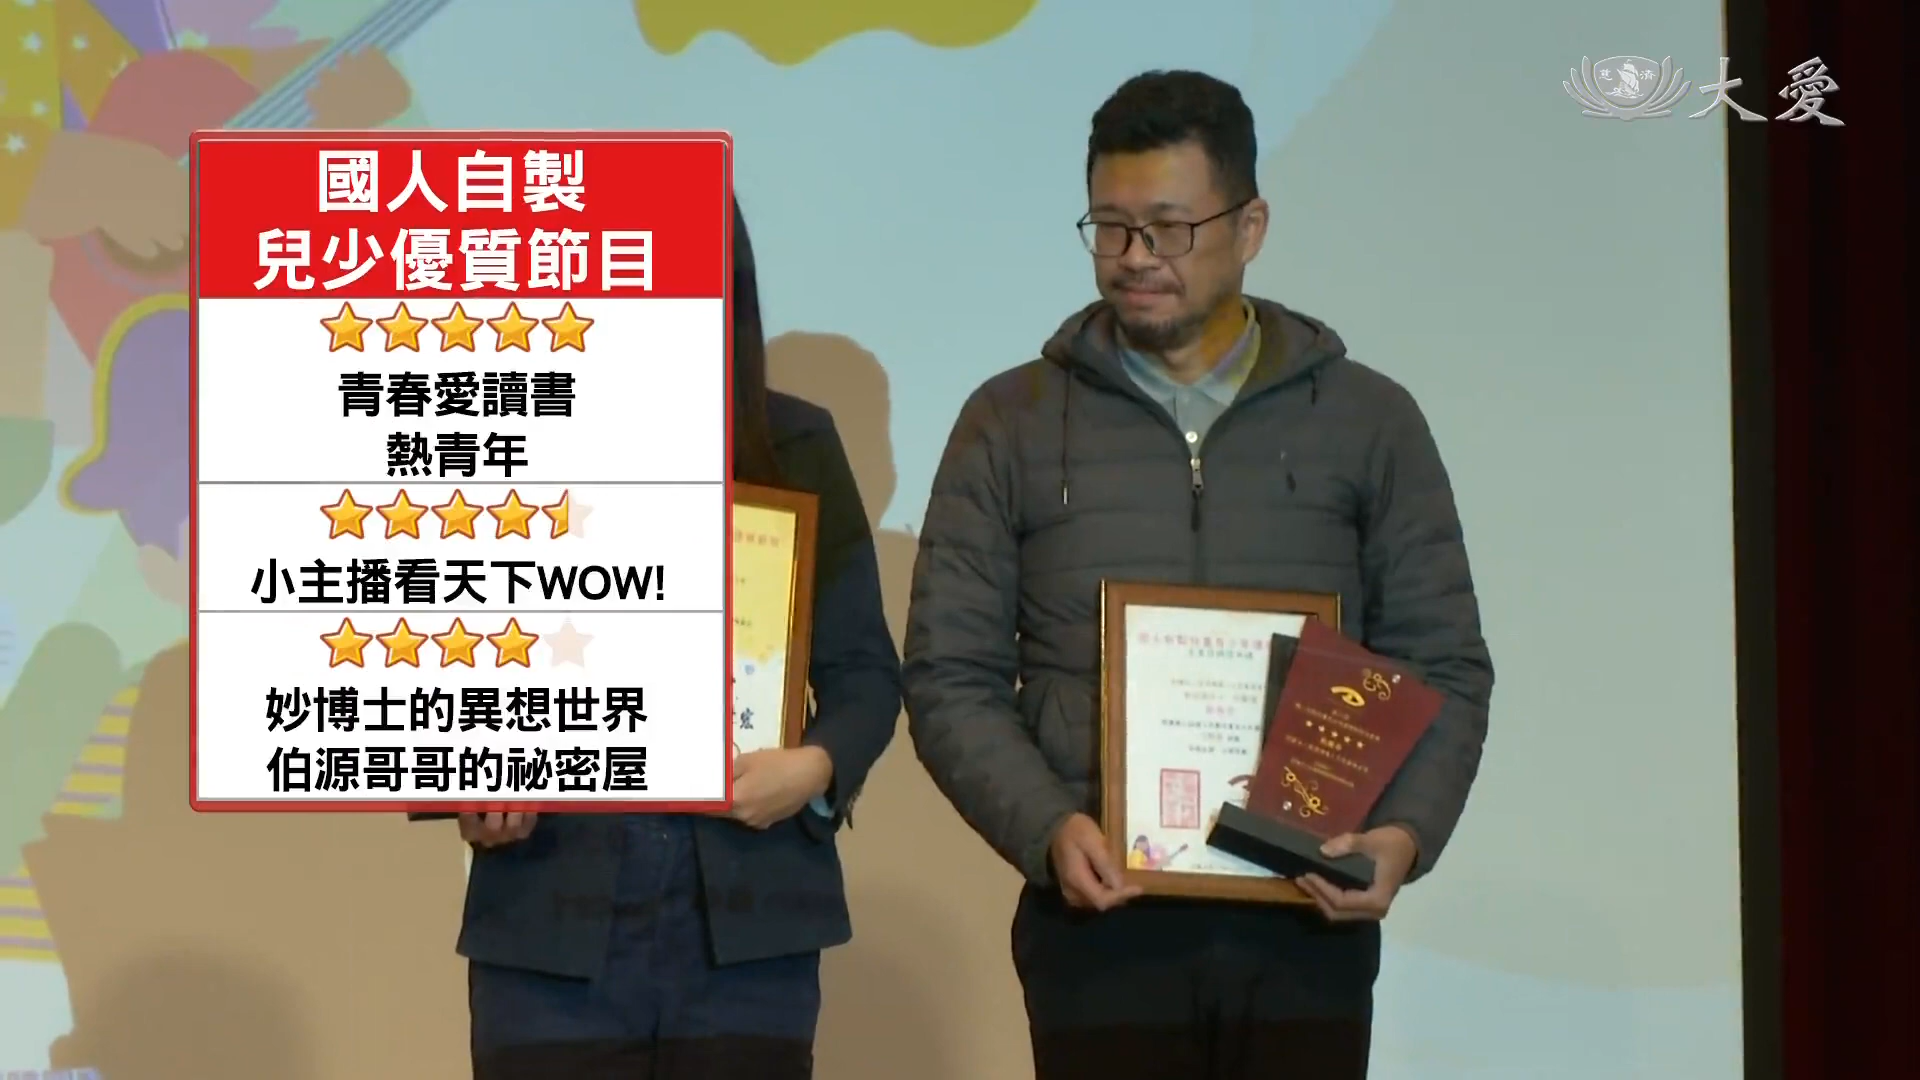 國人自製
兒少優質節目
青春愛讀書
熱青年
小主播看天下WOW!
妙博士的異想世界
伯源哥哥的祕密屋
慈濟
大愛